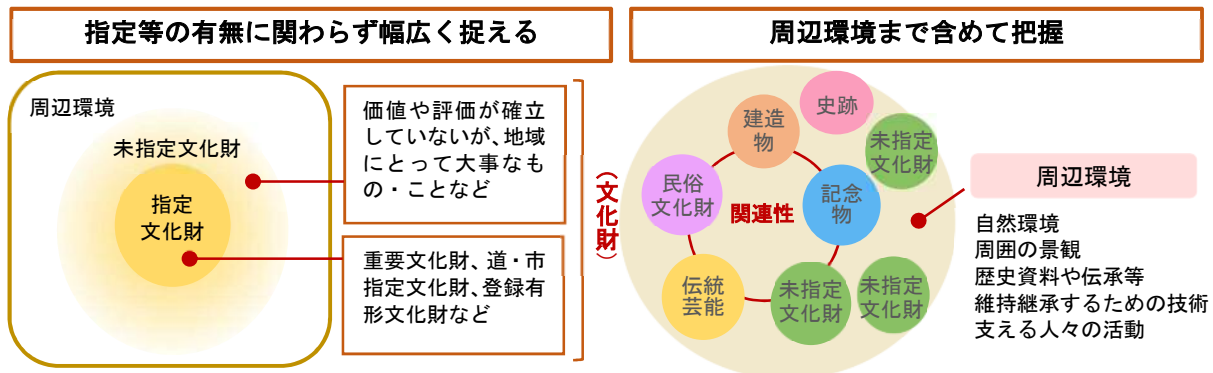 指定等の有無に関わらず幅広く捉える
周辺環境
未指定文化財
指定
文化財
価値や評価が確立
していないが、地域
にとって大事なも
の・ことなど
重要文化財、道・市
指定文化財、登録有
形文化財など
（文化財）
周辺環境まで含めて把握
史跡
建造
物
未指定
文化財
民俗
文化財
関連性
記念
物
伝統
芸能
未指定
文化財
未指定
文化財
周辺環境
自然環境
周囲の景観
歴史資料や伝承等
維持継承するための技術
支える人々の活動